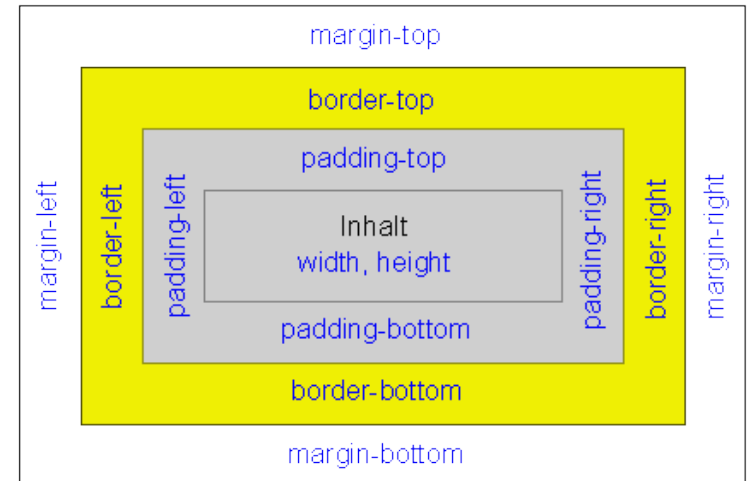 margin-top
border-top
padding-top
margin-left
border-left
padding-left
Inhalt
width, height
padding-right
border-right
margin-right
padding-bottom
border-bottom
margin-bottom